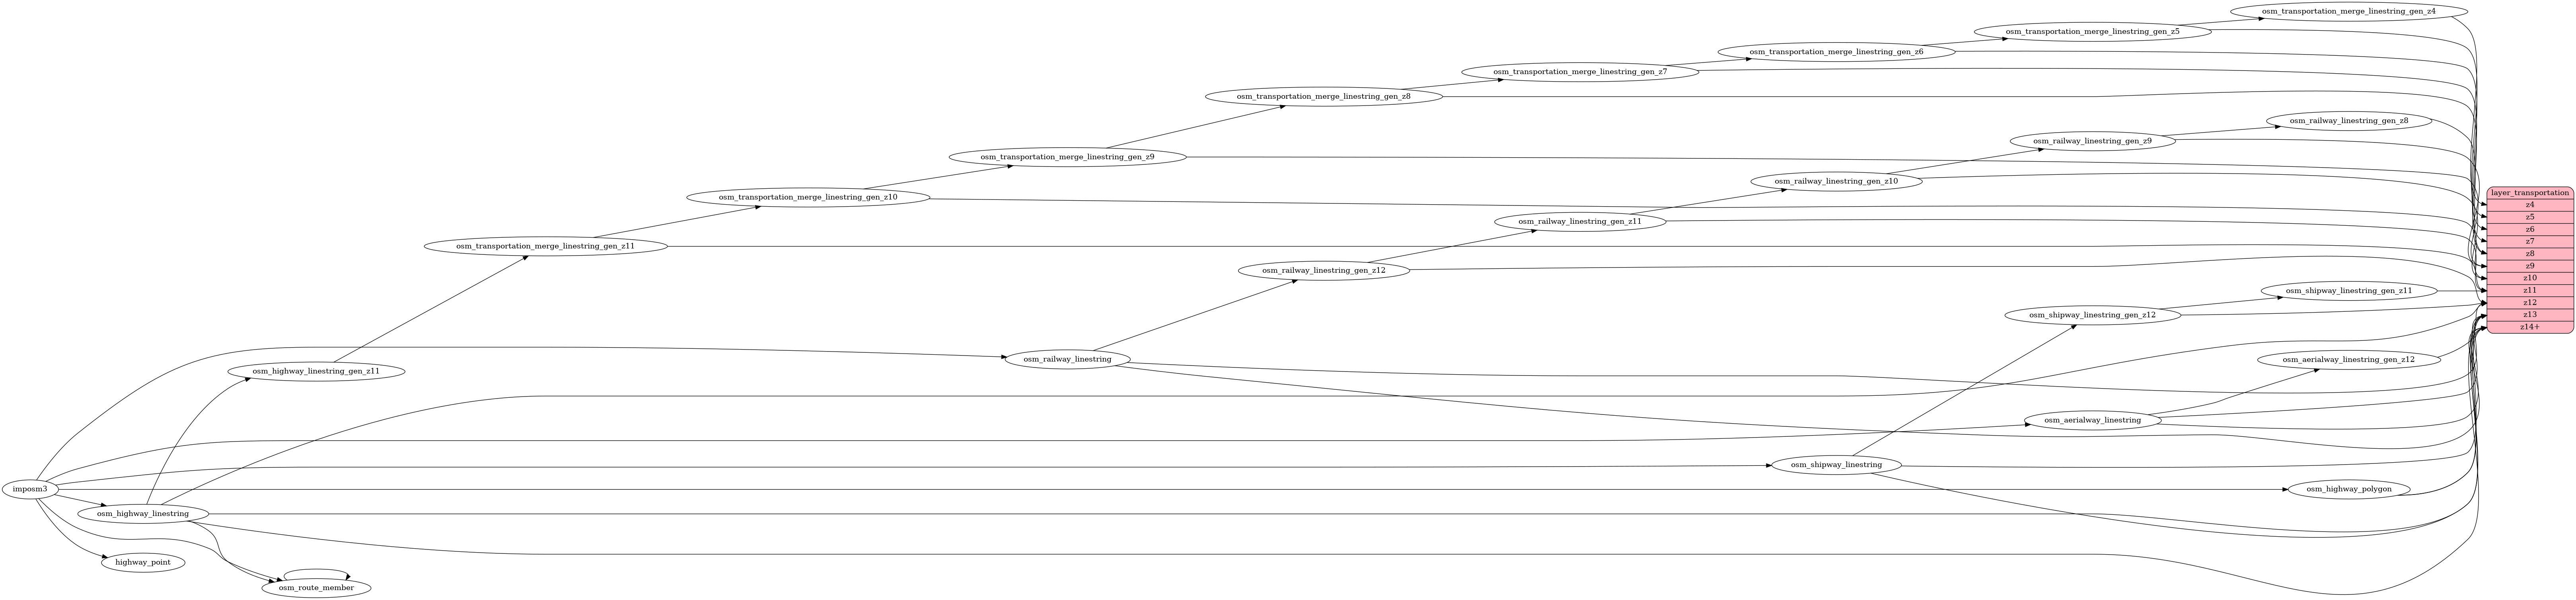 osm_transportation_merge_linestring_gen_z4
osm_transportation_merge_linestring_gen_z5
osm_transportation_merge_linestring_gen_z6
osm_transportation_merge_linestring_gen_z7
osm_transportation_merge_linestring_gen_z8
osm_railway_linestring_gen_z8
osm_railway_linestring_gen_z9
osm_transportation_merge_linestring_gen_z9
osm_railway_linestring_gen_z10
osm_transportation_merge_linestring_gen_z10
osm_railway_linestring_gen_z11
osm_transportation_merge_linestring_gen_z11
osm_railway_linestring_gen_z12
osm_shipway_linestring_gen_z11
osm_shipway_linestring_gen_z12
osm_railway_linestring
osm_aerialway_linestring_gen_z12
osm_highway_linestring_gen_z11
osm_aerialway_linestring
osm_shipway_linestring
imposm3
osm_highway_polygon
osm_highway_linestring
highway_point
osm_route_member
layer_transportation
z4
z5
z6
z7
z8
z9
z10
z11
z12
z13
z14+